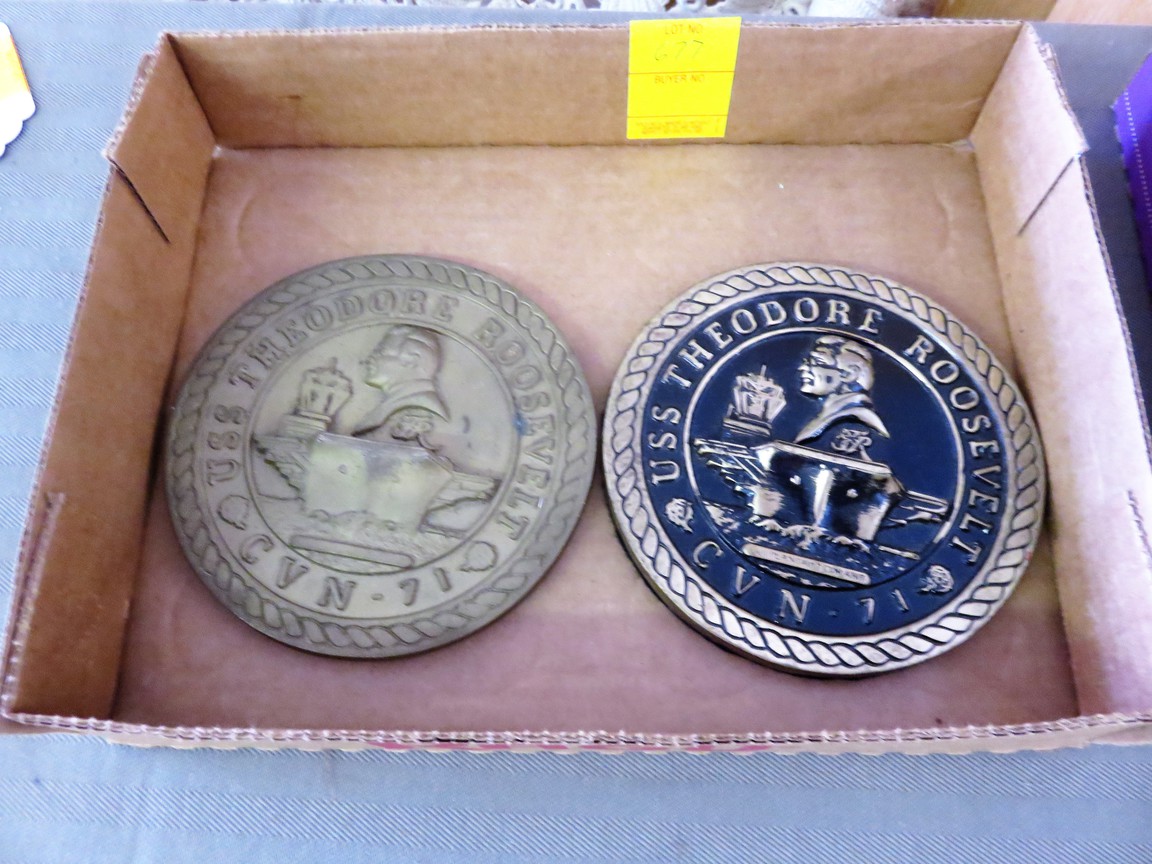 LOT NO
677
BUYER NO
USS THEODORE ROOSEVELT
CVN-71
USS THEODORE ROOSEVELT
CVN-71